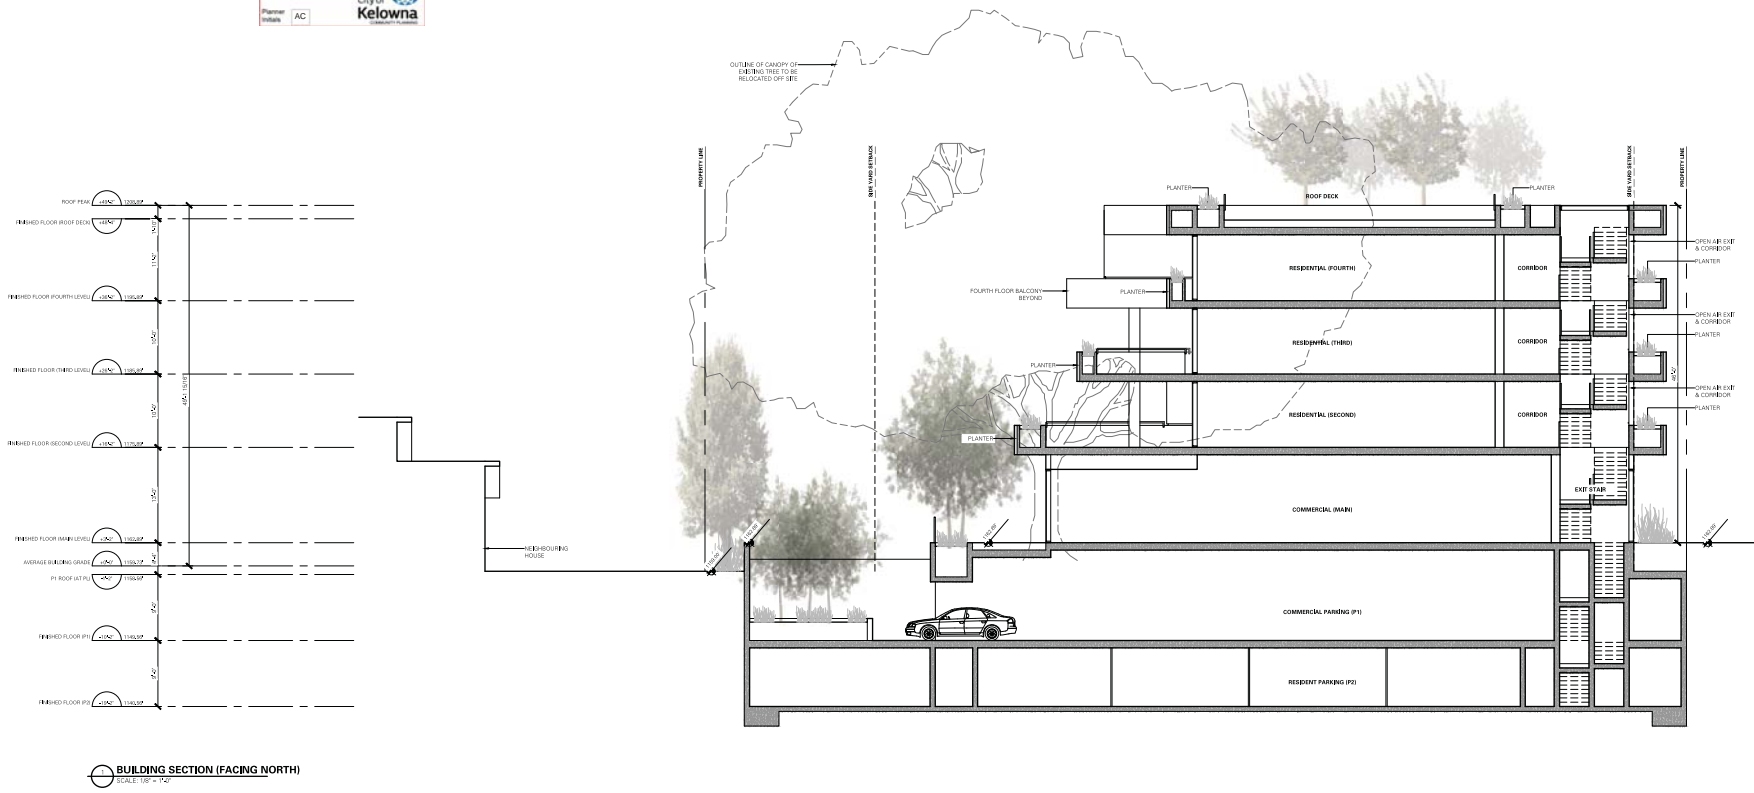 Planner
Initials
AC
City of
Kelowna
COMMUNITY PLANNING
OUTLINE OF CANOPY OF
EXISTING TREE TO BE
RELOCATED OFF SITE
PROPERTY LINE
SIDE YARD SETBACK
SIDE YARD SETBACK
PROPERTY LINE
ROOF PEAK
FINISHED FLOOR (ROOF DECK)
FINISHED FLOOR (FOURTH LEVEL)
FINISHED FLOOR (THIRD LEVEL)
FINISHED FLOOR (SECOND LEVEL)
FINISHED FLOOR (MAIN LEVEL)
AVERAGE BUILDING GRADE
P1 ROOF (AT PL)
FINISHED FLOOR (P1)
FINISHED FLOOR (P2)
PLANTER
ROOF DECK
PLANTER
OPEN AIR EXIT
& CORRIDOR
RESIDENTIAL (FOURTH)
CORRIDOR
PLANTER
FOURTH FLOOR BALCONY
BEYOND
PLANTER
OPEN AIR EXIT
& CORRIDOR
RESIDENTIAL (THIRD)
CORRIDOR
PLANTER
PLANTER
46'-0"
OPEN AIR EXIT
& CORRIDOR
RESIDENTIAL (SECOND)
CORRIDOR
PLANTER
PLANTER
EXIT STAIR
COMMERCIAL (MAIN)
NEIGHBOURING
HOUSE
COMMERCIAL PARKING (P1)
RESIDENT PARKING (P2)
1
BUILDING SECTION (FACING NORTH)
SCALE: 1/8" = 1'-0"